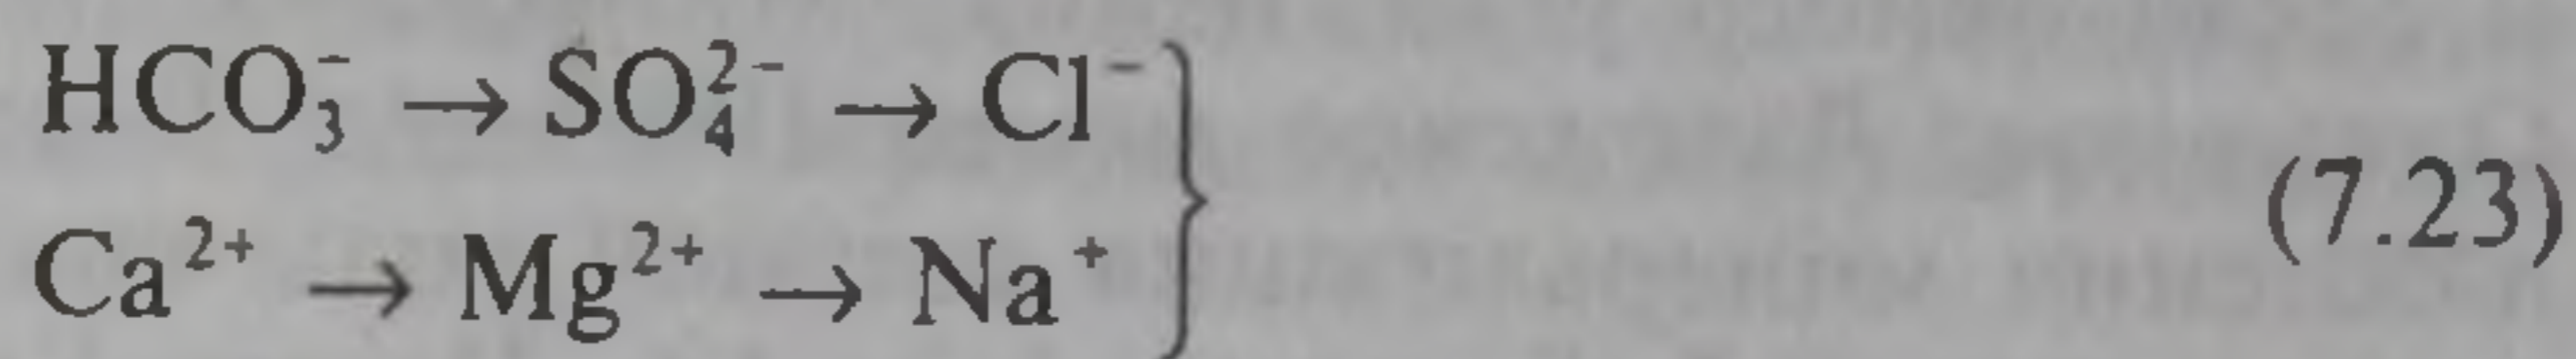 HCO₃⁻ → SO₄²⁻ → Cl⁻
Ca²⁺ → Mg²⁺ → Na⁺
(7.23)